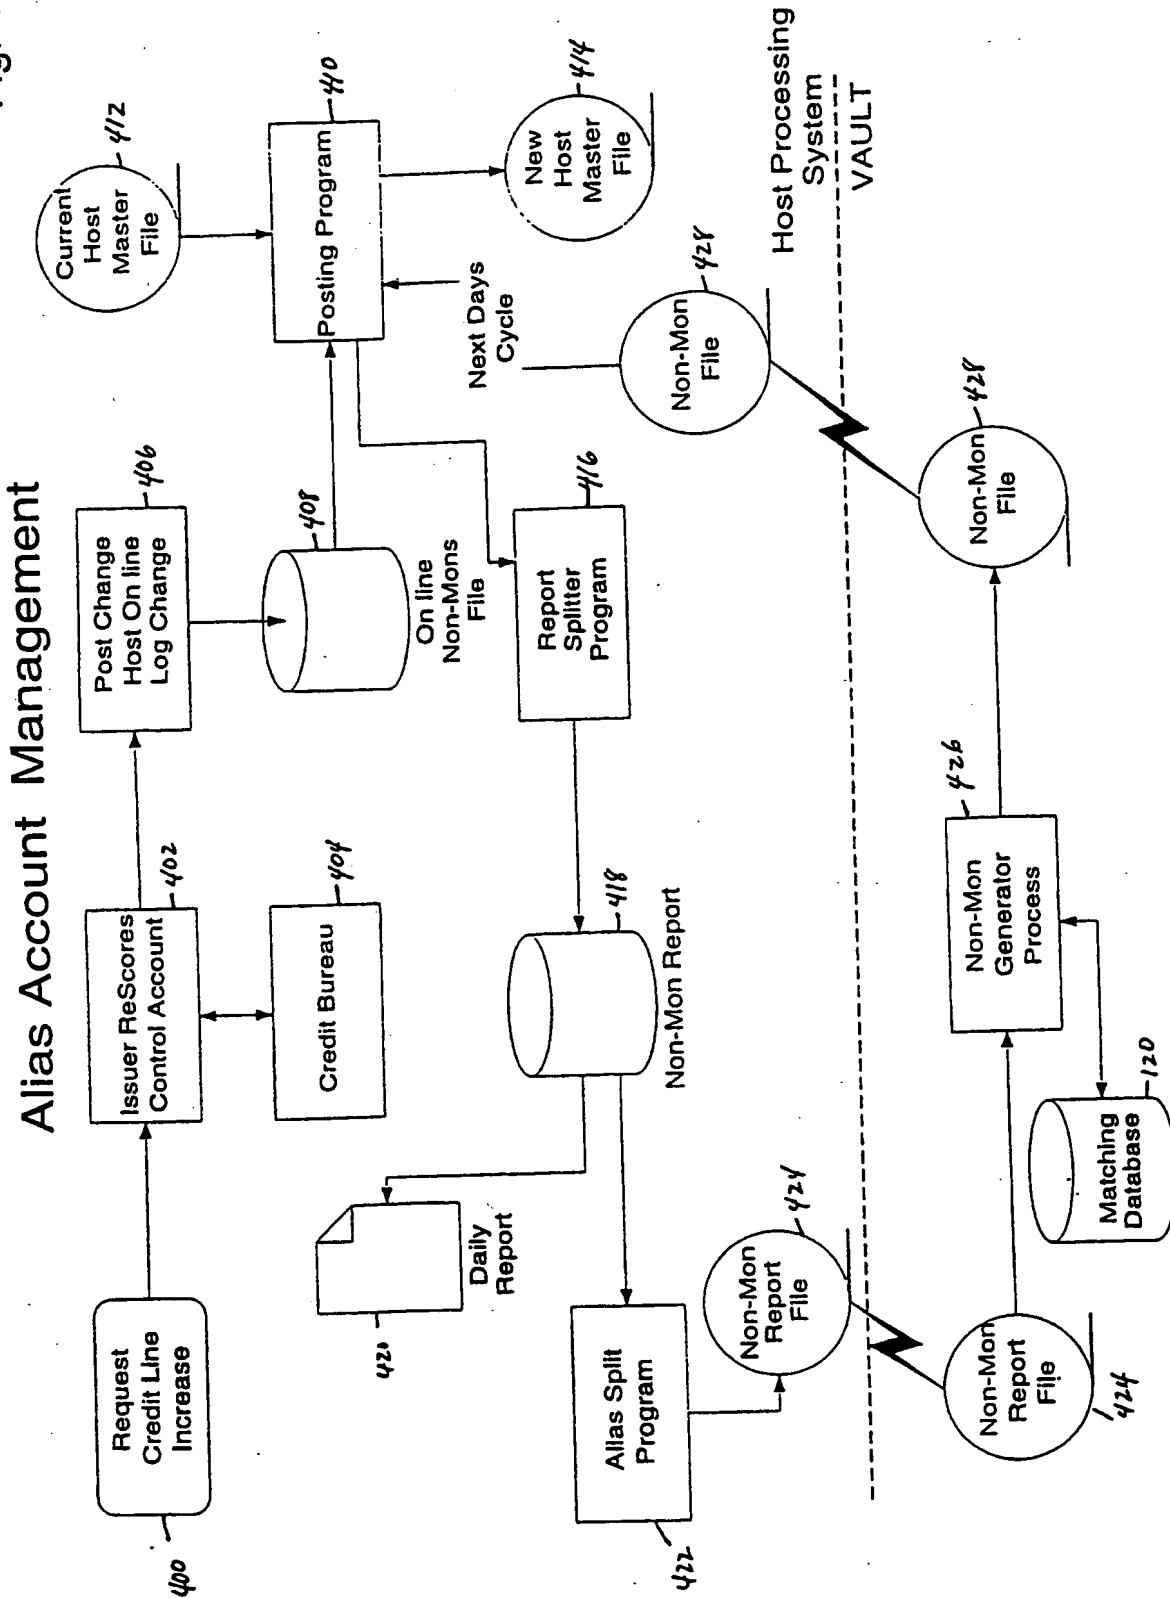 Fig.
Alias Account Management
Request
Credit Line
Increase
400
Issuer ReScores
Control Account
402
Credit Bureau
404
Post Change
Host On line
Log Change
406
408
On line
Non-Mons
File
Current
Host
Master
File
412
Posting Program
410
New
Host
Master
File
414
Next Days
Cycle
Report
Splitter
Program
416
418
Non-Mon Report
Daily
Report
420
Alias Split
Program
422
Non-Mon
Report
File
424
Non-Mon
File
428
Host Processing
System
VAULT
Non-Mon
Report
File
424
Non-Mon
Generator
Process
426
Matching
Database
120
Non-Mon
File
428